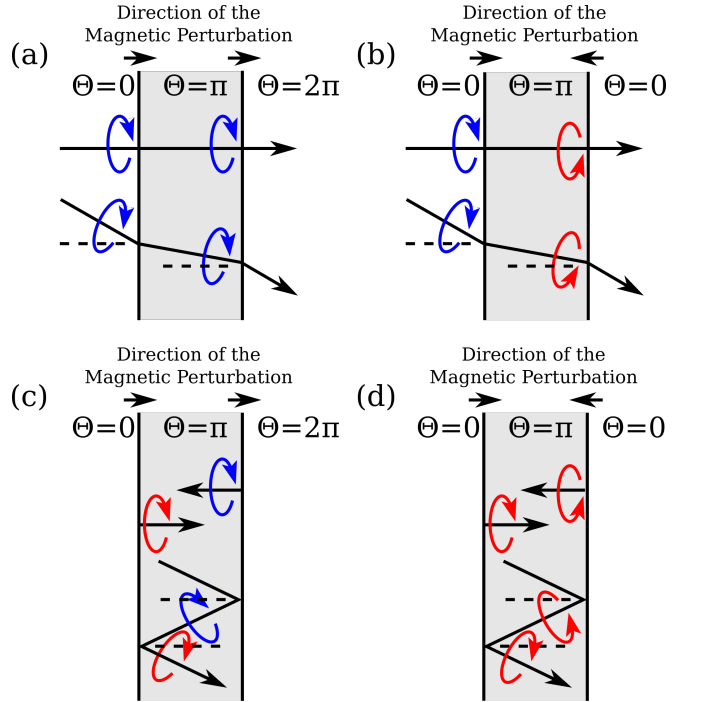 Direction of the
Magnetic Perturbation
(a)
Θ=0 Θ=π Θ=2π
Direction of the
Magnetic Perturbation
(b)
Θ=0 Θ=π Θ=0
Direction of the
Magnetic Perturbation
(c)
Θ=0 Θ=π Θ=2π
Direction of the
Magnetic Perturbation
(d)
Θ=0 Θ=π Θ=0